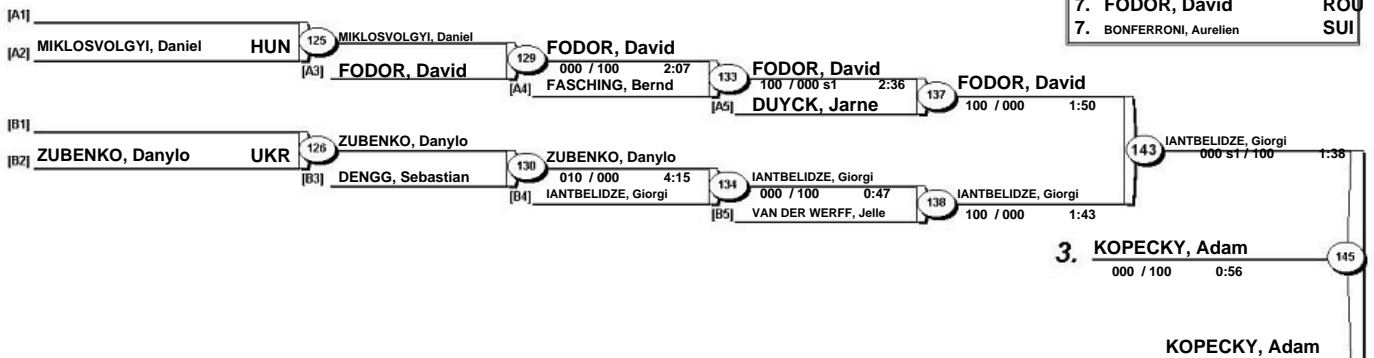 7. FODOR, David ROU
7. BONFERRONI, Aurelien SUI
[A1]
[A2] MIKLOSVOLGYI, Daniel HUN
125
MIKLOSVOLGYI, Daniel
[A3] FODOR, David
129
FODOR, David
000 / 100 2:07
[A4] FASCHING, Bernd
133
FODOR, David
100 / 000 s1 2:36
[A5] DUYCK, Jarne
137
FODOR, David
100 / 000 1:50
[B1]
[B2] ZUBENKO, Danylo UKR
126
ZUBENKO, Danylo
[B3] DENGG, Sebastian
130
ZUBENKO, Danylo
010 / 000 4:15
[B4] IANTBELIDZE, Giorgi
134
IANTBELIDZE, Giorgi
000 / 100 0:47
[B5] VAN DER WERFF, Jelle
138
IANTBELIDZE, Giorgi
100 / 000 1:43
143
IANTBELIDZE, Giorgi
000 s1 / 100 1:38
3. KOPECKY, Adam
000 / 100 0:56
145
KOPECKY, Adam